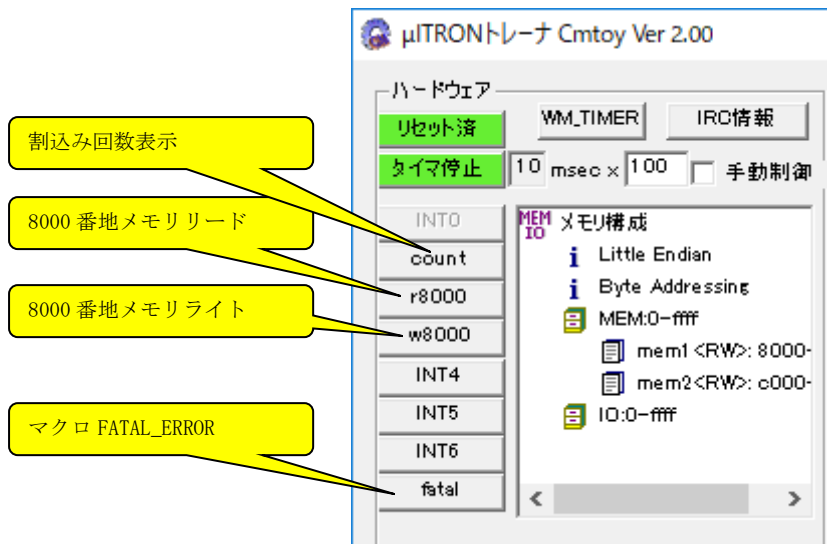 μITRONトレーナ Cmtoy Ver 2.00
ハードウェア
リセット済
WM_TIMER
IRC情報
タイマ停止
10 msec × 100
手動制御
割込み回数表示
8000 番地メモリリード
8000 番地メモリライト
マクロ FATAL_ERROR
INT0
count
r8000
w8000
INT4
INT5
INT6
fatal
MEM
IO
メモリ構成
i Little Endian
i Byte Addressing
MEM:0-ffff
mem1<RW>: 8000-
mem2<RW>: c000-
IO:0-ffff